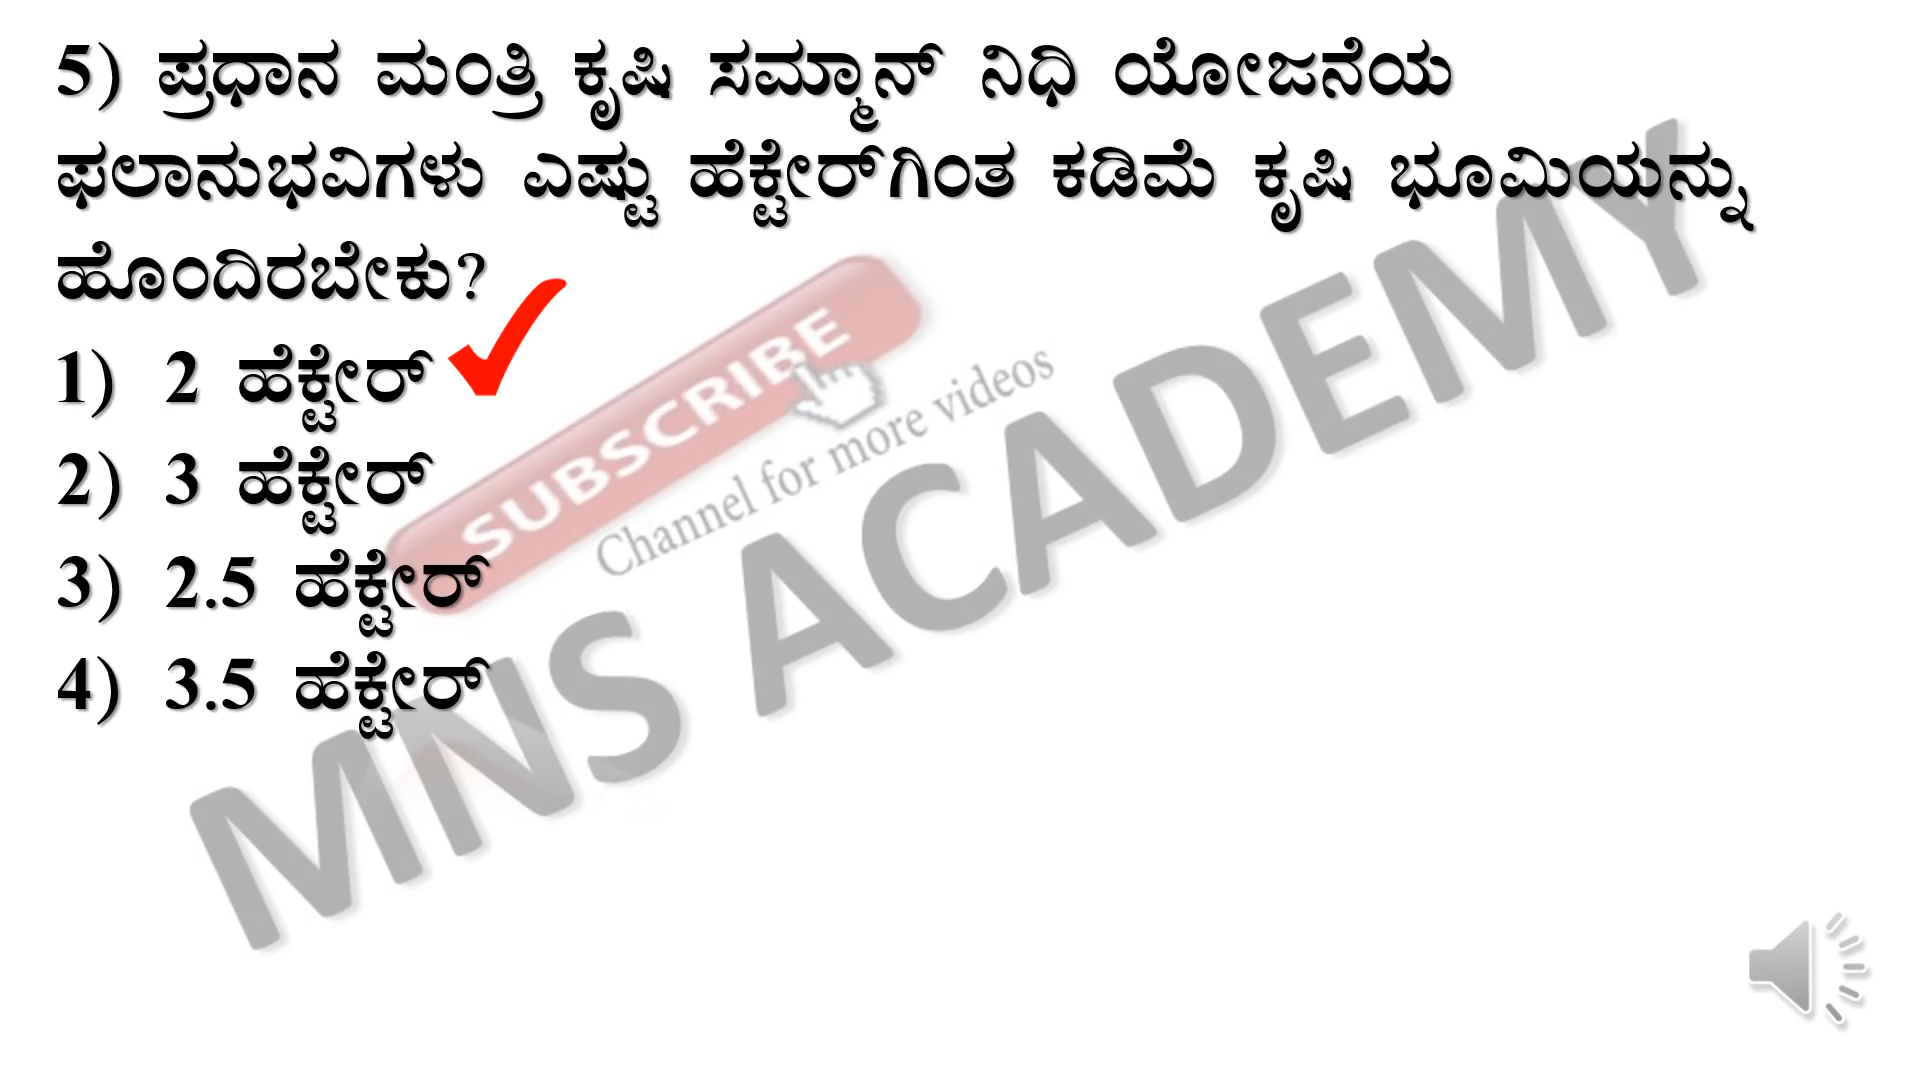 5) ಪ್ರಧಾನ ಮಂತ್ರಿ ಕೃಷಿ ಸಮ್ಮಾನ್ ನಿಧಿ ಯೋಜನೆಯ
ಫಲಾನುಭವಿಗಳು ಎಷ್ಟು ಹೆಕ್ಟೇರ್‌ಗಿಂತ ಕಡಿಮೆ ಕೃಷಿ ಭೂಮಿಯನ್ನು
ಹೊಂದಿರಬೇಕು?
1) 2 ಹೆಕ್ಟೇರ್
2) 3 ಹೆಕ್ಟೇರ್
3) 2.5 ಹೆಕ್ಟೇರ್
4) 3.5 ಹೆಕ್ಟೇರ್
SUBSCRIBE
Channel for more videos
MNS ACADEMY